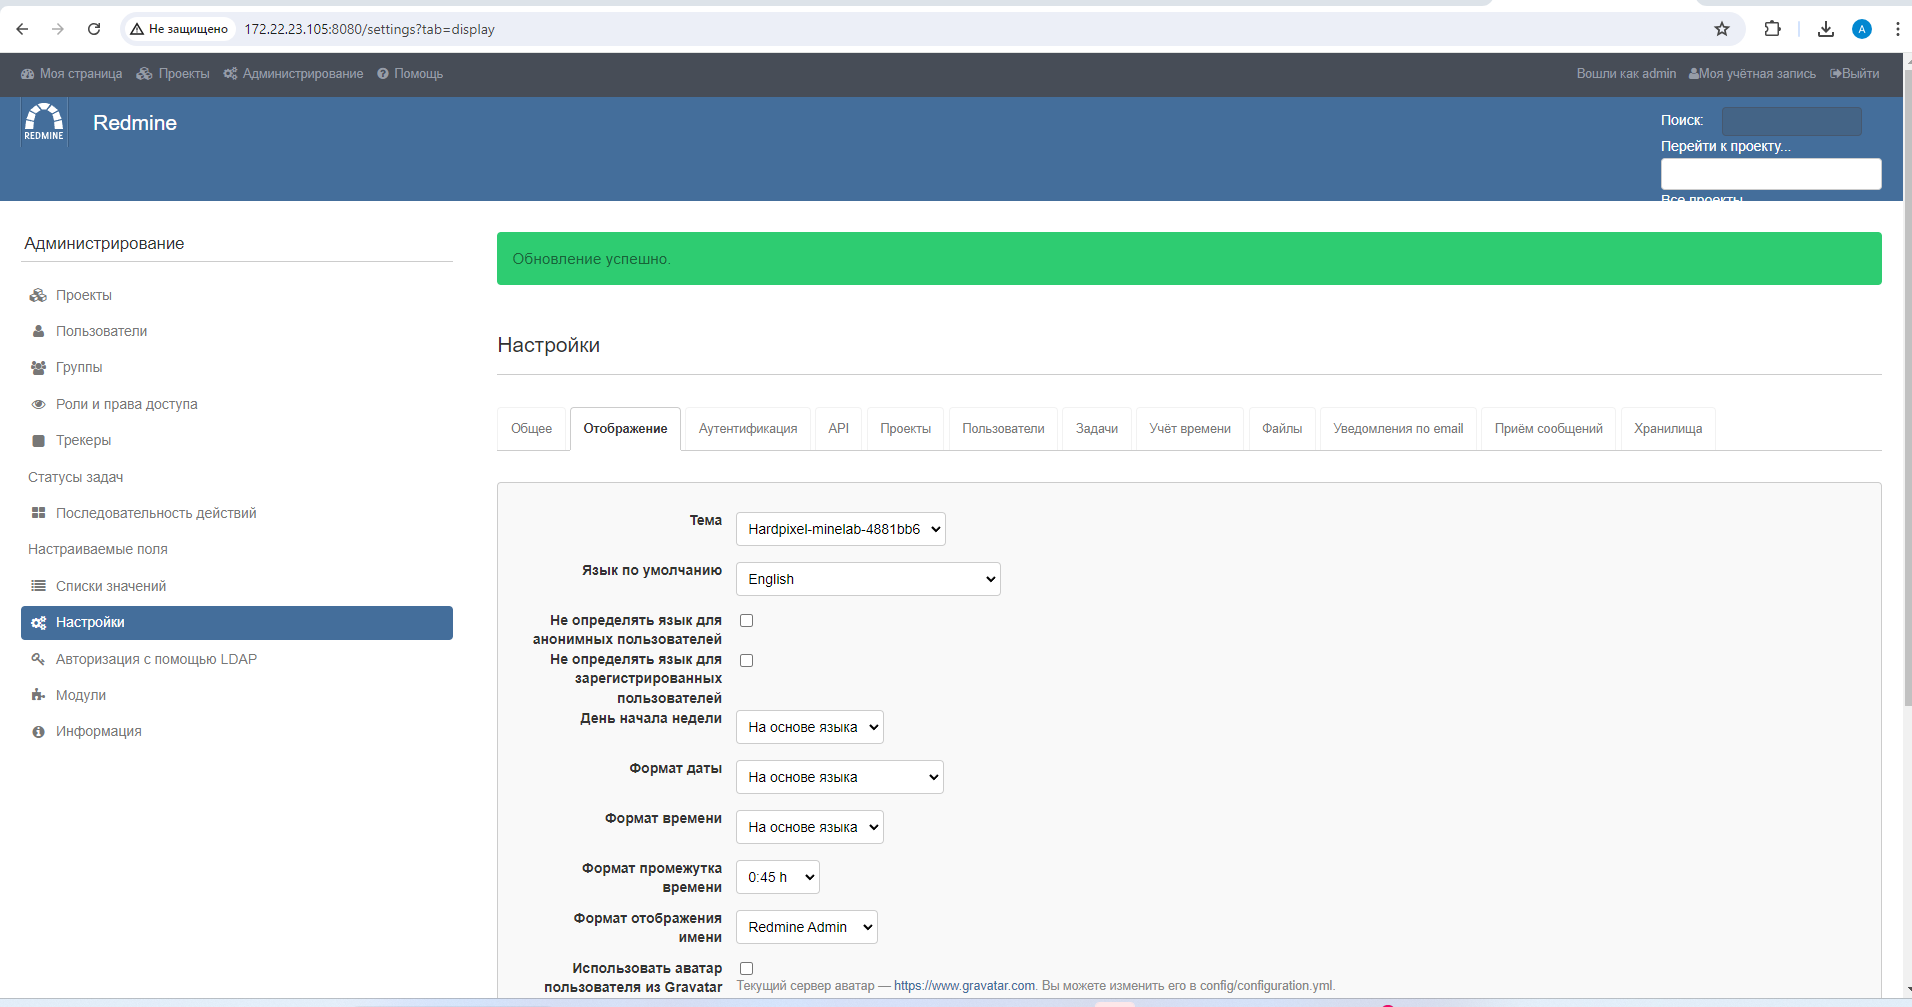 Не защищено
172.22.23.105:8080/settings?tab=display
A
Моя страница Проекты Администрирование Помощь
Вошли как admin Моя учётная запись Выйти
REDMINE
Redmine
Поиск:
Перейти к проекту...
Все проекты
Администрирование
Проекты
Пользователи
Группы
Роли и права доступа
Трекеры
Статусы задач
Последовательность действий
Настраиваемые поля
Списки значений
Настройки
Авторизация с помощью LDAP
Модули
Информация
Обновление успешно.
Настройки
Общее Отображение Аутентификация API Проекты Пользователи Задачи Учёт времени Файлы Уведомления по email Приём сообщений Хранилища
Тема Hardpixel-minelab-4881bb6
Язык по умолчанию English
Не определять язык для
анонимных пользователей
Не определять язык для
зарегистрированных
пользователей
День начала недели На основе языка
Формат даты На основе языка
Формат времени На основе языка
Формат промежутка
времени
0:45 h
Формат отображения
имени
Redmine Admin
Использовать аватар
пользователя из Gravatar
Текущий сервер аватар — https://www.gravatar.com. Вы можете изменить его в config/configuration.yml.